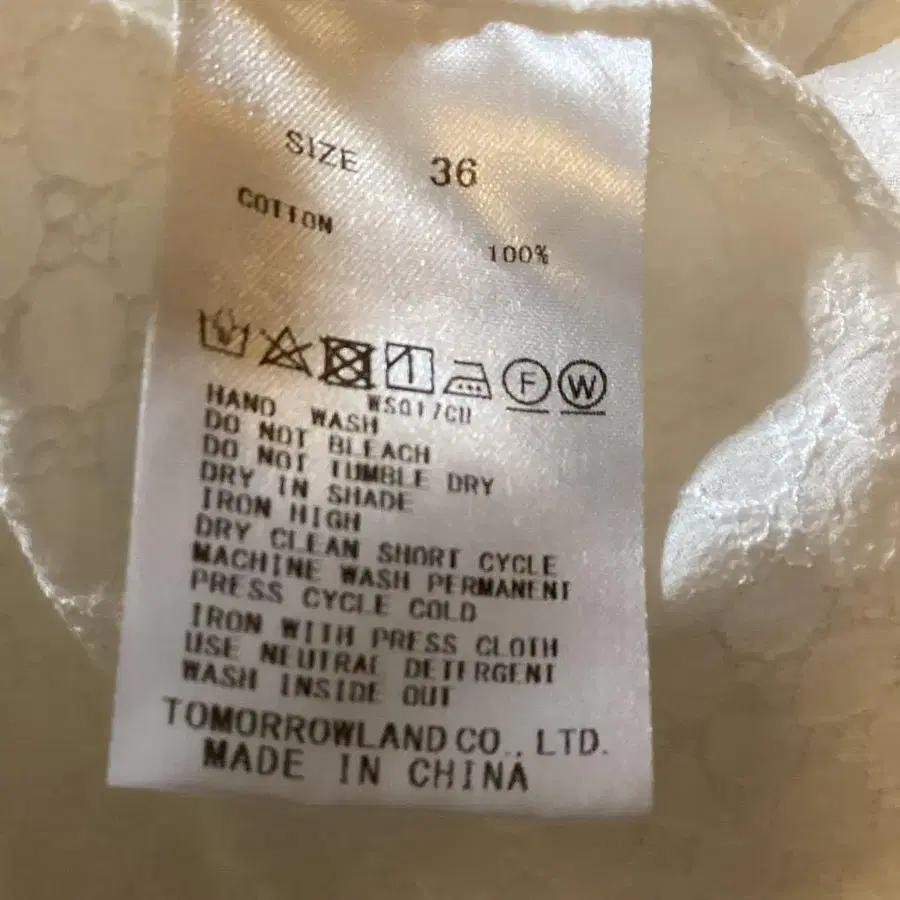 SIZE 36
COTTON
100%
F W
WS017CU
HAND WASH
DO NOT BLEACH
DO NOT TUMBLE DRY
DRY IN SHADE
IRON HIGH
DRY CLEAN SHORT CYCLE
MACHINE WASH PERMANENT
PRESS CYCLE COLD
IRON WITH PRESS CLOTH
USE NEUTRAL DETERGENT
WASH INSIDE OUT
TOMORROWLAND CO., LTD.
MADE IN CHINA